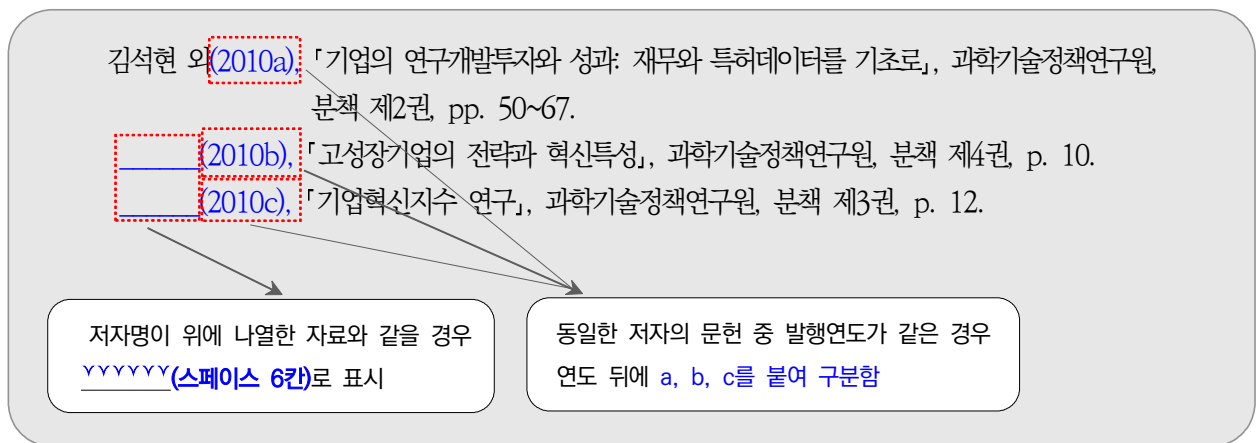 김석현 외(2010a), 「기업의 연구개발투자와 성과: 재무와 특허데이터를 기초로」, 과학기술정책연구원,
분책 제2권, pp. 50~67.
______(2010b), 「고성장기업의 전략과 혁신특성」, 과학기술정책연구원, 분책 제4권, p. 10.
______(2010c), 「기업혁신지수 연구」, 과학기술정책연구원, 분책 제3권, p. 12.
저자명이 위에 나열한 자료와 같을 경우
ˇˇˇˇˇˇ(스페이스 6칸)로 표시
동일한 저자의 문헌 중 발행연도가 같은 경우
연도 뒤에 a, b, c를 붙여 구분함